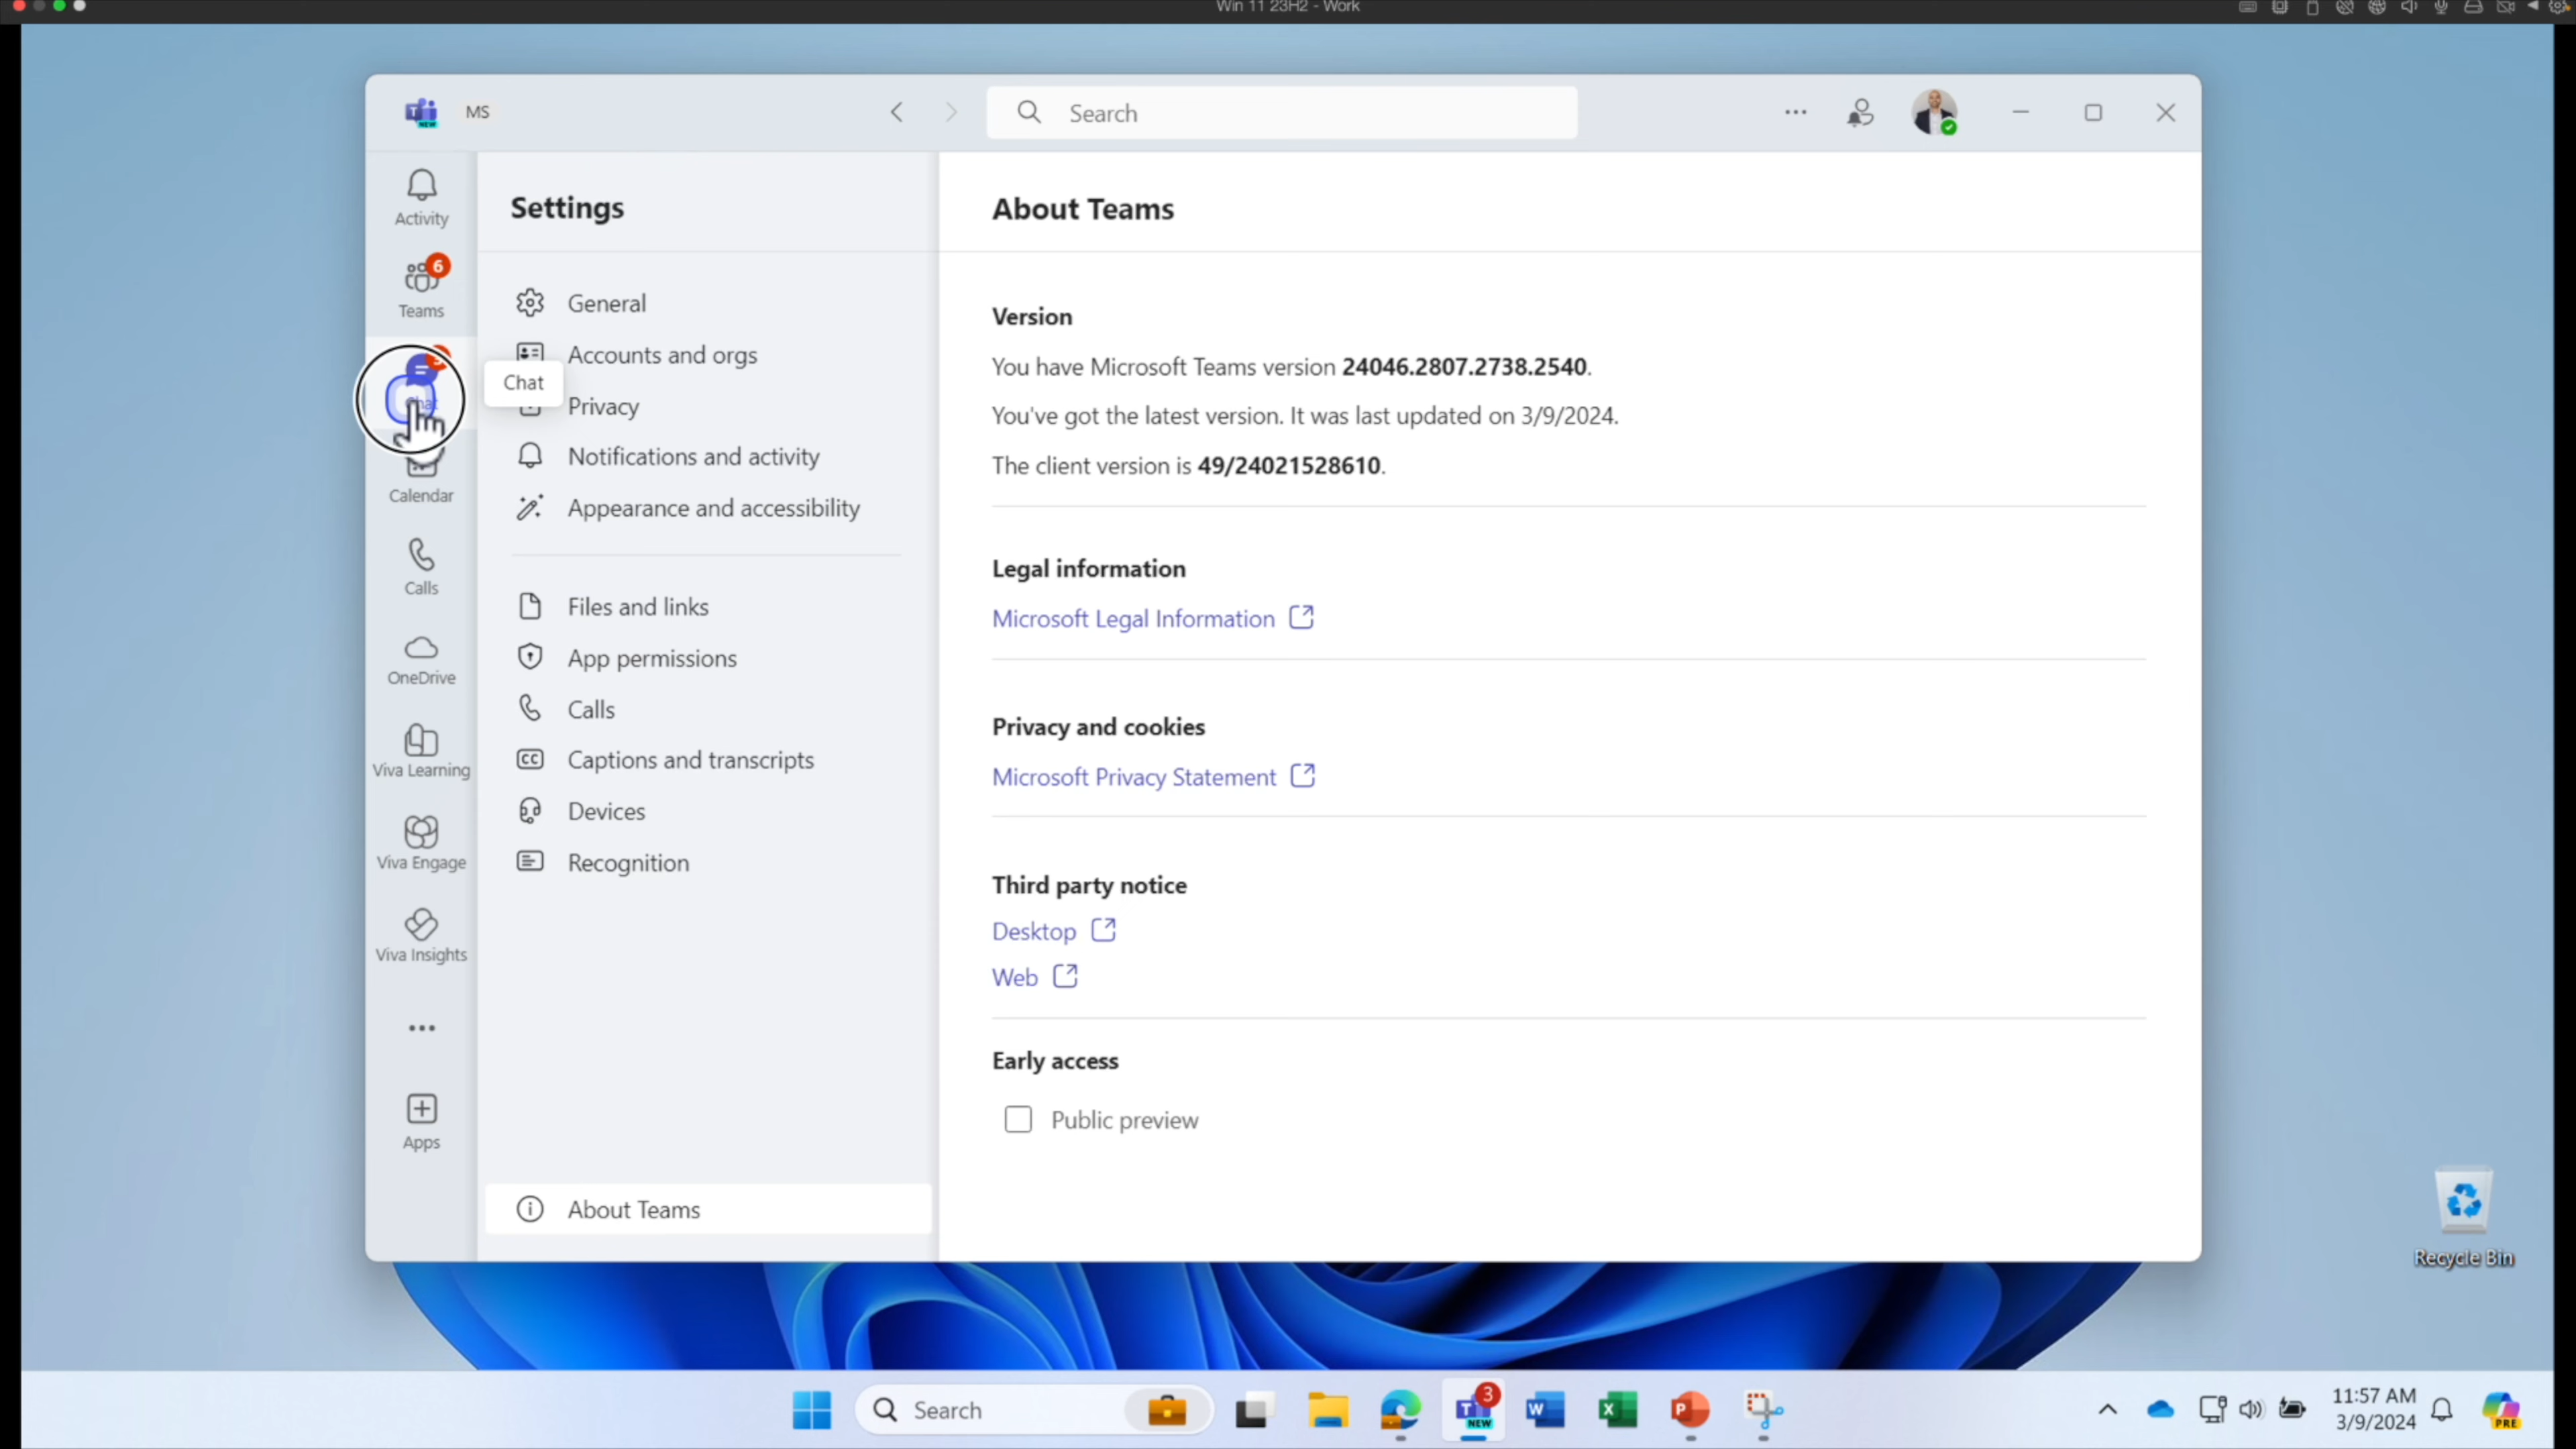 Win 11 23H2 - Work
MS
Search
Activity
6
Teams
Chat
Chat
Calendar
Calls
OneDrive
Viva Learning
Viva Engage
Viva Insights
Apps
Settings
General
Accounts and orgs
Privacy
Notifications and activity
Appearance and accessibility
Files and links
App permissions
Calls
Captions and transcripts
Devices
Recognition
About Teams
About Teams
Version
You have Microsoft Teams version 24046.2807.2738.2540.
You've got the latest version. It was last updated on 3/9/2024.
The client version is 49/24021528610.
Legal information
Microsoft Legal Information
Privacy and cookies
Microsoft Privacy Statement
Third party notice
Desktop
Web
Early access
Public preview
Recycle Bin
Search
3
NEW
11:57 AM
3/9/2024
PRE